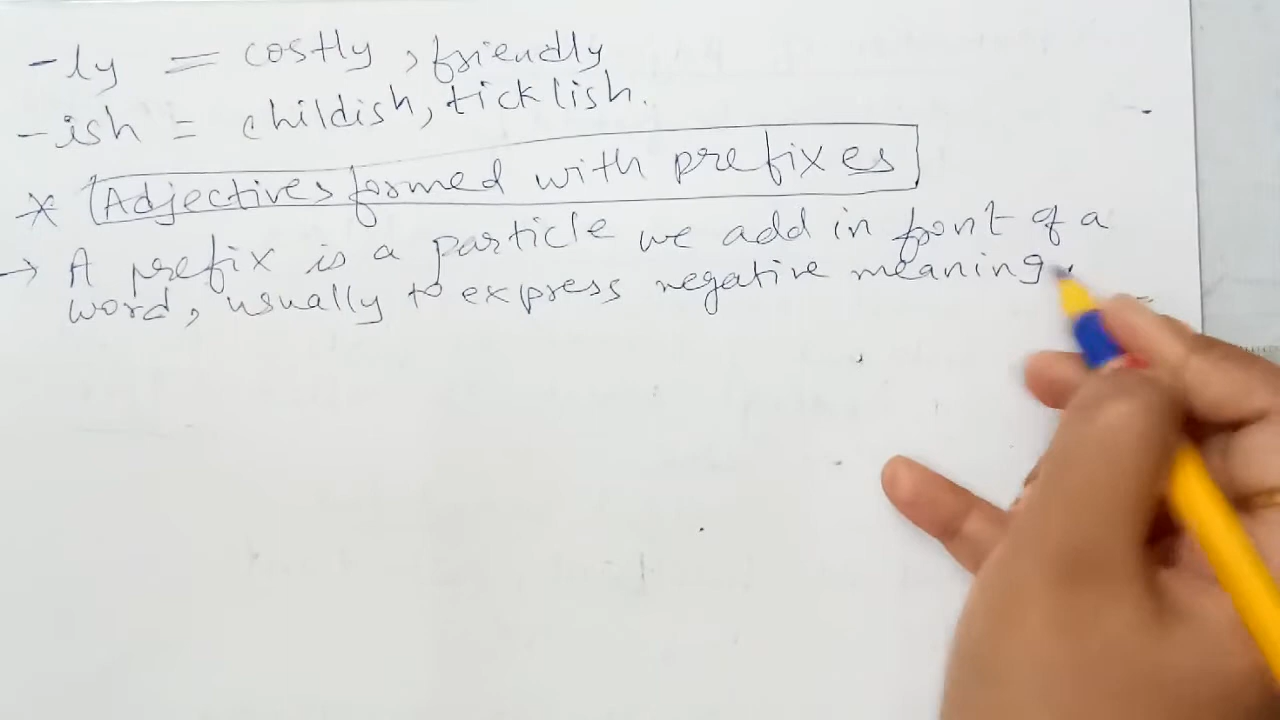 -ly = costly, friendly
-ish = childish, ticklish.
* Adjectives formed with prefixes
→ A prefix is a particle we add in front of a
word, usually to express negative meaning.